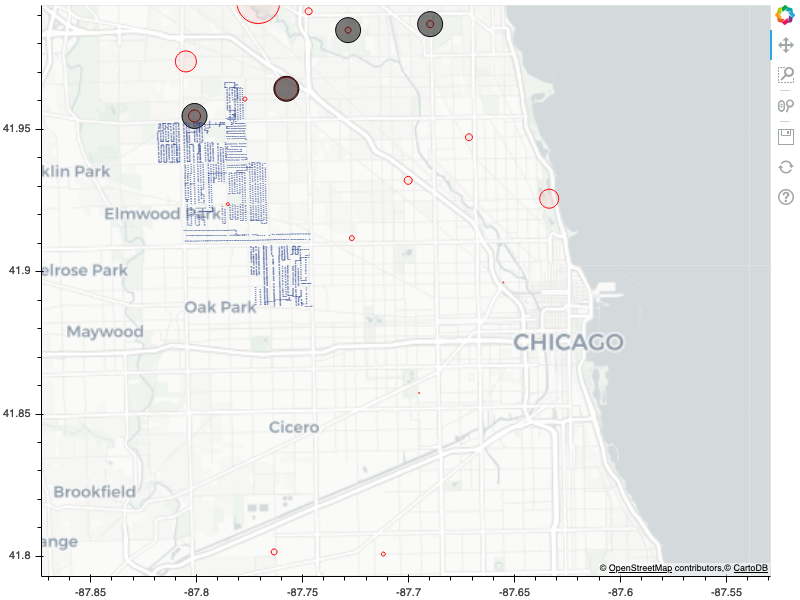 41.95
klin Park
Elmwood Park
41.9
elrose Park
Oak Park
Maywood
CHICAGO
41.85
Cicero
Brookfield
ange
41.8
© OpenStreetMap contributors,© CartoDB
-87.85
-87.8
-87.75
-87.7
-87.65
-87.6
-87.55